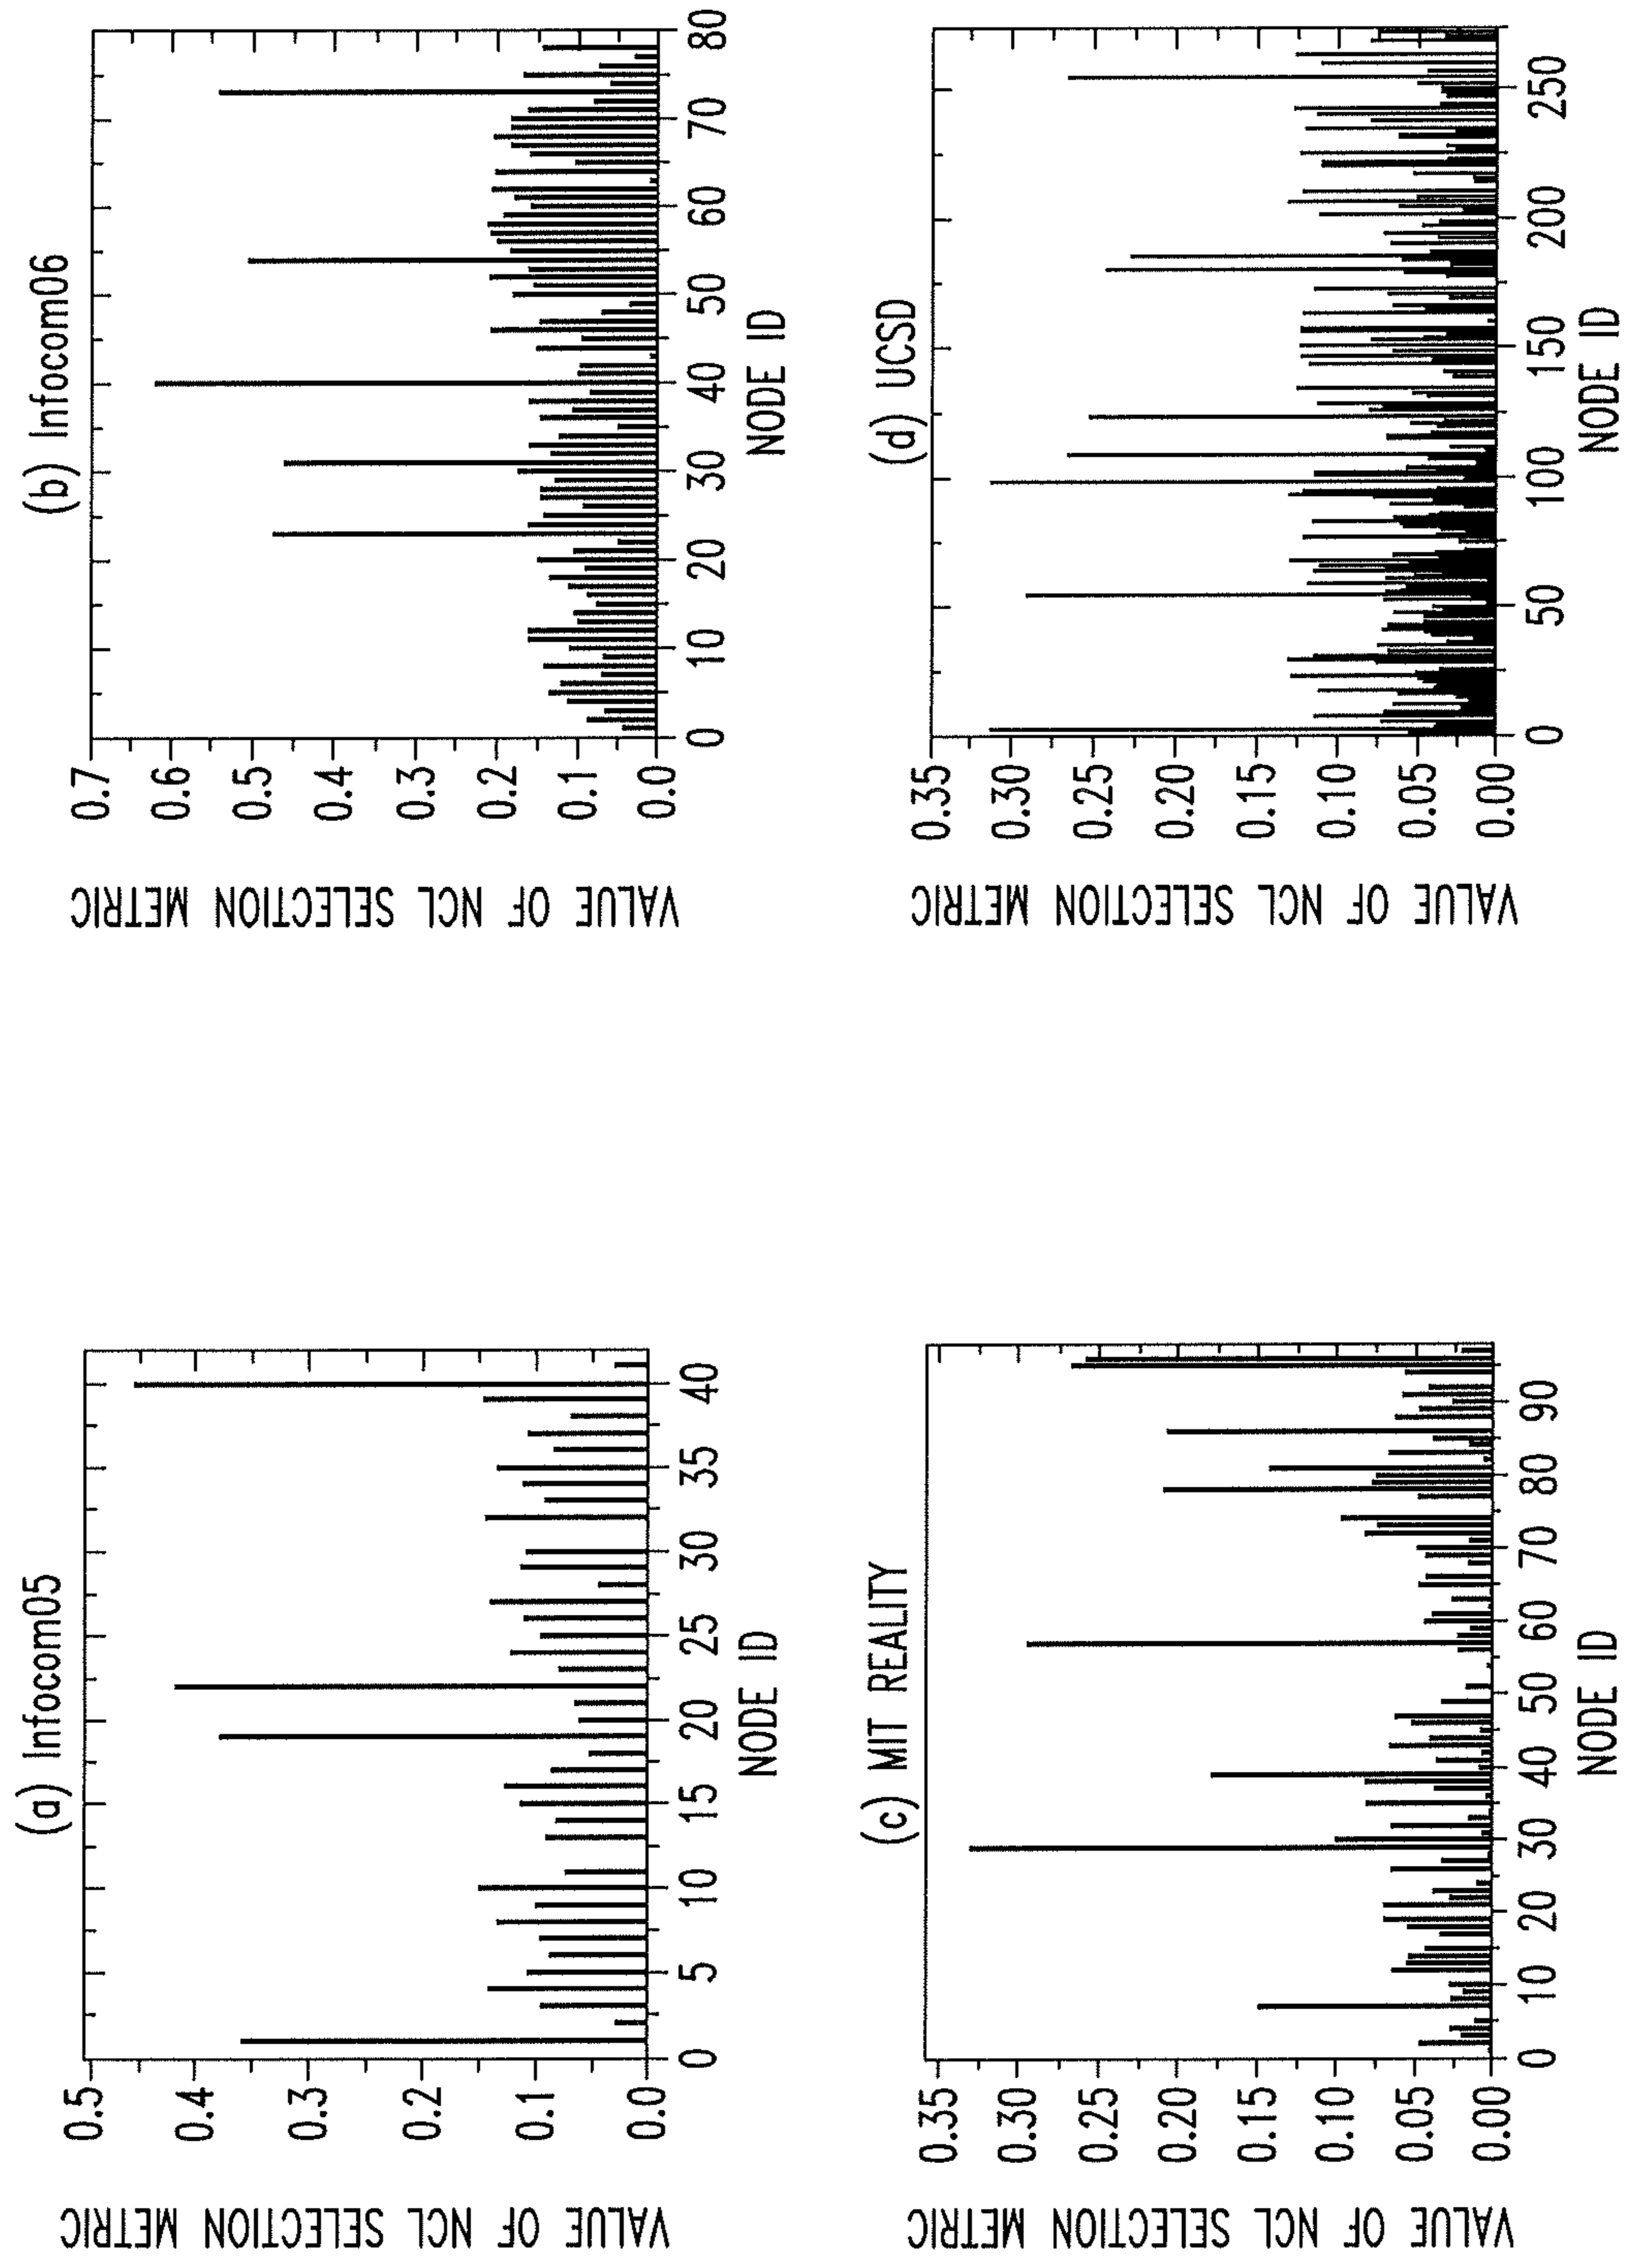 (a) Infocom05
VALUE OF NCL SELECTION METRIC
0.5
0.4
0.3
0.2
0.1
0.0
0 5 10 15 20 25 30 35 40
NODE ID
(b) Infocom06
VALUE OF NCL SELECTION METRIC
0.7
0.6
0.5
0.4
0.3
0.2
0.1
0.0
0 10 20 30 40 50 60 70 80
NODE ID
(c) MIT REALITY
VALUE OF NCL SELECTION METRIC
0.35
0.30
0.25
0.20
0.15
0.10
0.05
0.00
0 10 20 30 40 50 60 70 80 90
NODE ID
(d) UCSD
VALUE OF NCL SELECTION METRIC
0.35
0.30
0.25
0.20
0.15
0.10
0.05
0.00
0 50 100 150 200 250
NODE ID